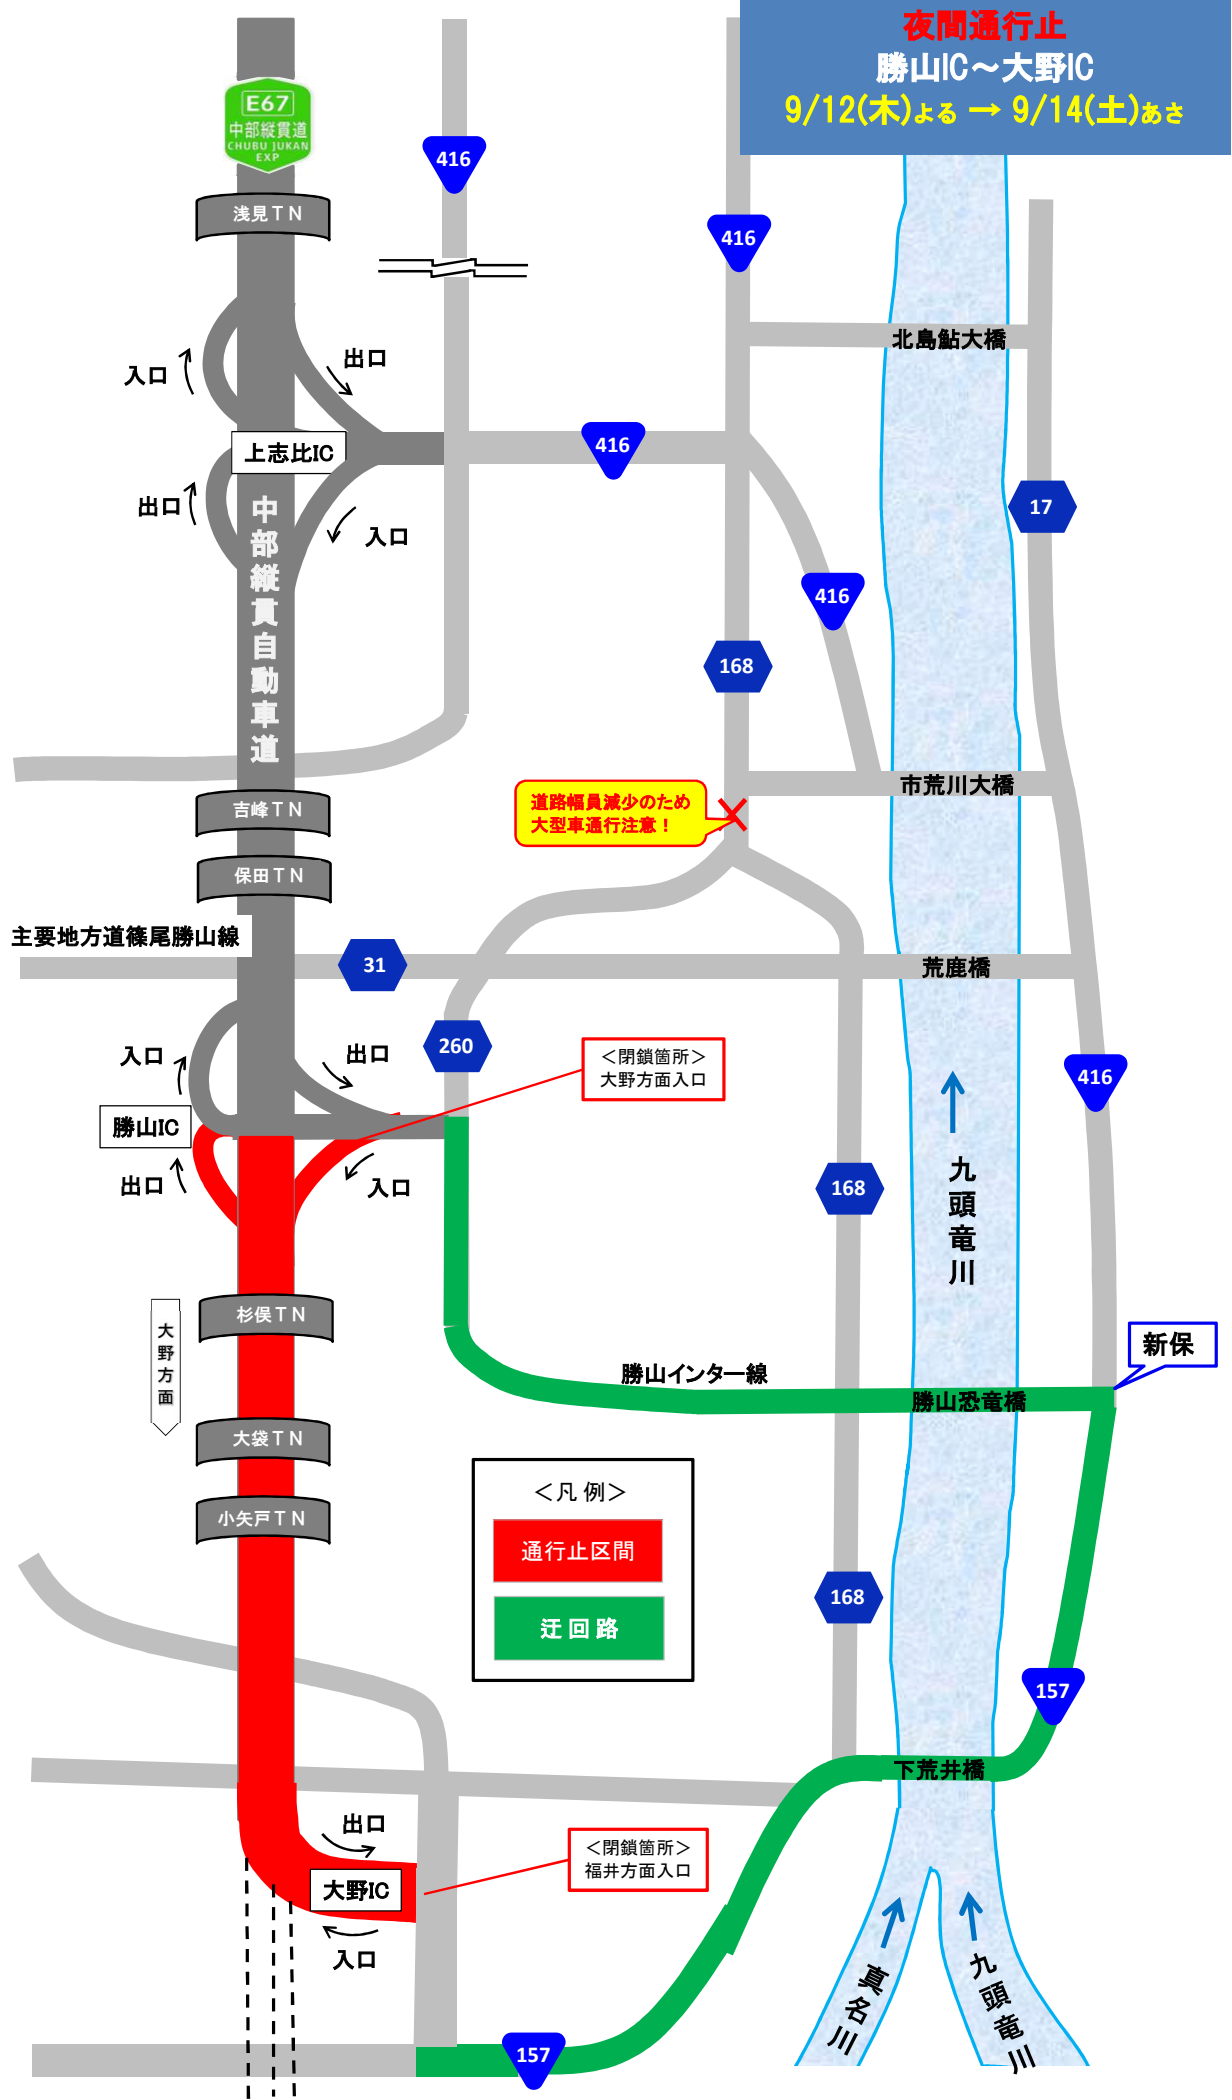 夜間通行止
勝山IC～大野IC
9/12(木)よる → 9/14(土)あさ
E67
中部縦貫道
CHUBU JUKAN
EXP
416
浅見TN
416
北島鮎大橋
出口
入口
416
上志比IC
出口
入口
17
中部縦貫自動車道
416
168
市荒川大橋
道路幅員減少のため
大型車通行注意！
吉峰TN
保田TN
主要地方道篠尾勝山線
31
荒鹿橋
260
入口
出口
＜閉鎖箇所＞
大野方面入口
416
勝山IC
出口
入口
168
九頭竜川
杉俣TN
大野方面
新保
勝山インター線
勝山恐竜橋
大袋TN
＜凡 例＞
小矢戸TN
通行止区間
迂回路
168
157
下荒井橋
出口
＜閉鎖箇所＞
福井方面入口
大野IC
入口
真名川
九頭竜川
157